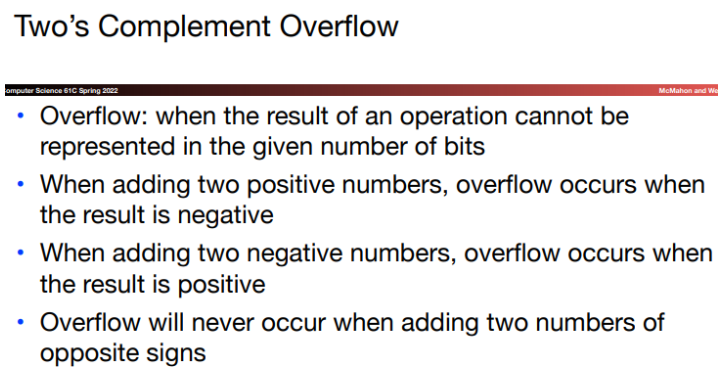 Two's Complement Overflow
omputer Science 61C Spring 2022 McMahon and We
• Overflow: when the result of an operation cannot be
represented in the given number of bits
• When adding two positive numbers, overflow occurs when
the result is negative
• When adding two negative numbers, overflow occurs when
the result is positive
• Overflow will never occur when adding two numbers of
opposite signs